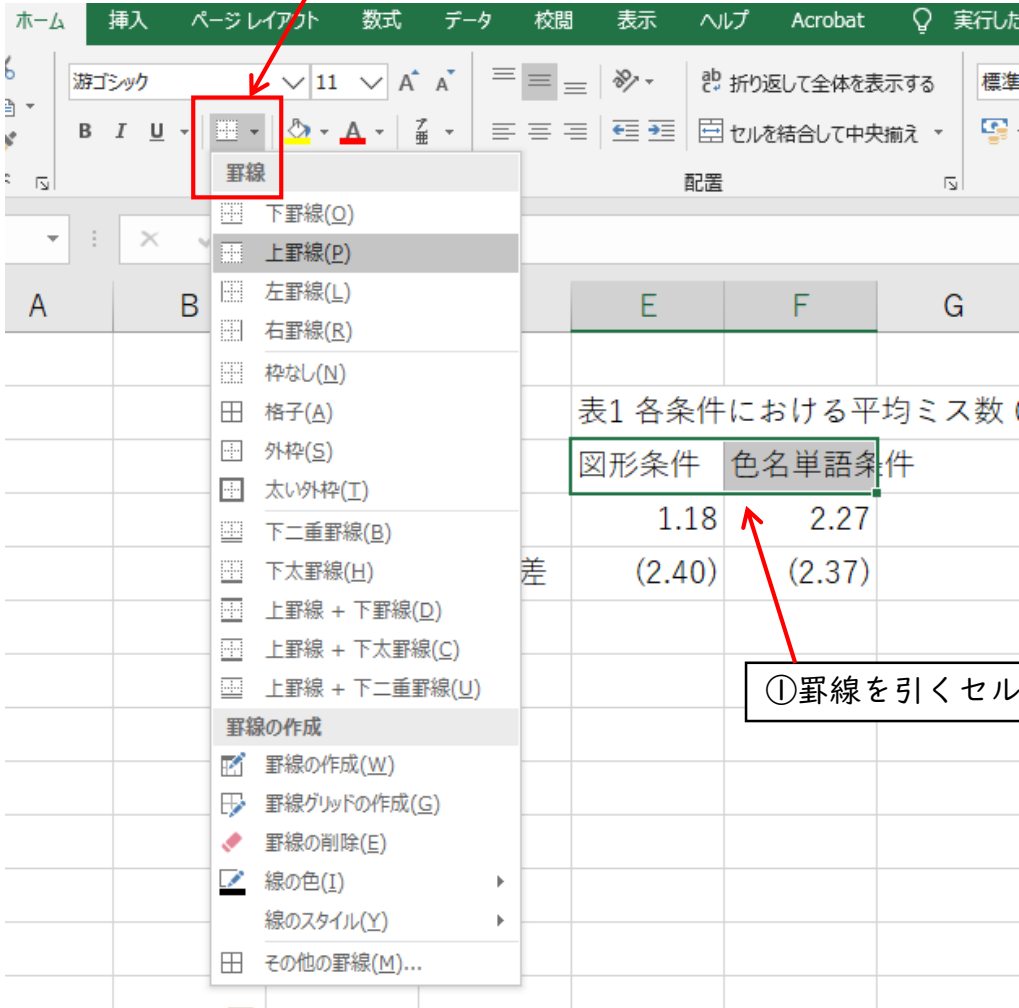 ホーム 挿入 ページ レイアウト 数式 データ 校閲 表示 ヘルプ Acrobat 実行した
游ゴシック 11 A A ab 折り返して全体を表示する 標準
B I U A ア亜 セルを結合して中央揃え
配置
罫線
下罫線(O)
上罫線(P)
左罫線(L)
右罫線(R)
枠なし(N)
格子(A)
外枠(S)
太い外枠(T)
下二重罫線(B)
下太罫線(H)
上罫線 + 下罫線(D)
上罫線 + 下太罫線(C)
上罫線 + 下二重罫線(U)
罫線の作成
罫線の作成(W)
罫線グリッドの作成(G)
罫線の削除(E)
線の色(I)
線のスタイル(Y)
その他の罫線(M)...
A B E F G
表1 各条件における平均ミス数 (
図形条件 色名単語条件
1.18 2.27
差 (2.40) (2.37)
①罫線を引くセル